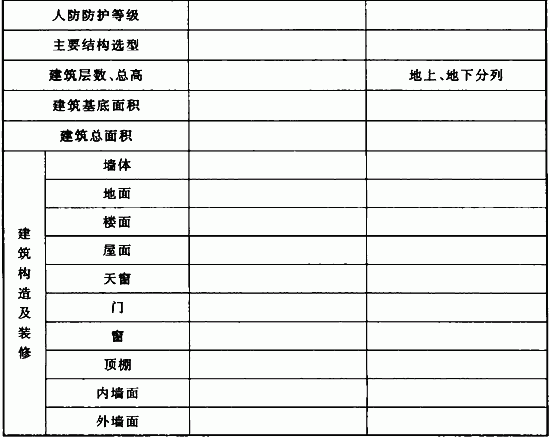 人防防护等级
主要结构选型
建筑层数、总高 地上、地下分列
建筑基底面积
建筑总面积
建筑构造及装修
墙体
地面
楼面
屋面
天窗
门
窗
顶棚
内墙面
外墙面